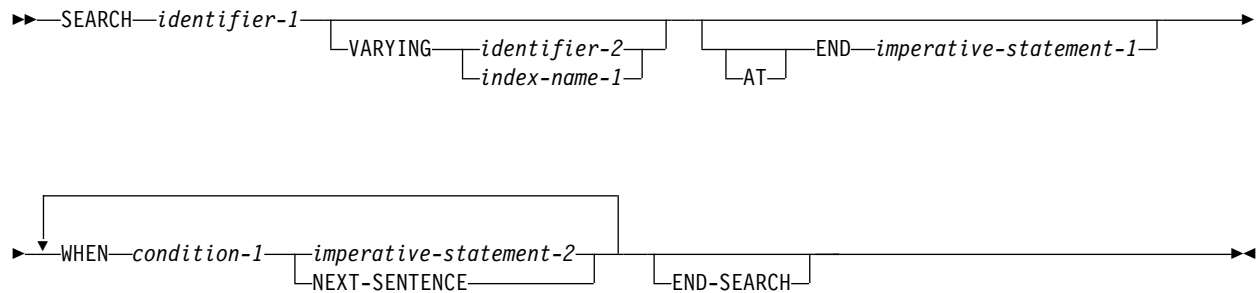 SEARCH identifier-1
VARYING identifier-2
index-name-1
END imperative-statement-1
AT
WHEN condition-1 imperative-statement-2
NEXT-SENTENCE
END-SEARCH